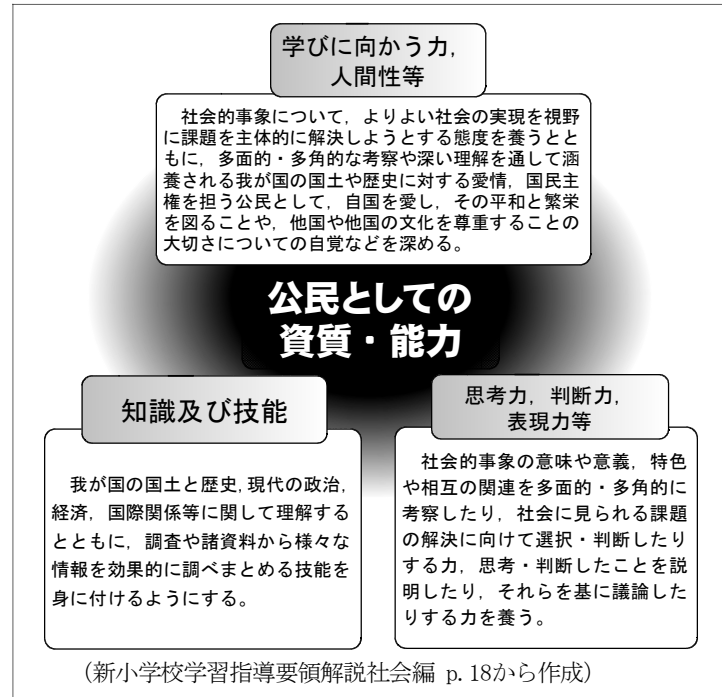 学びに向かう力,
人間性等
社会的事象について，よりよい社会の実現を視野
に課題を主体的に解決しようとする態度を養うとと
もに，多面的・多角的な考察や深い理解を通して涵
養される我が国の国土や歴史に対する愛情，国民主
権を担う公民として，自国を愛し，その平和と繁栄
を図ることや，他国や他国の文化を尊重することの
大切さについての自覚などを深める。
公民としての
資質・能力
知識及び技能
我が国の国土と歴史,現代の政治,
経済，国際関係等に関して理解する
とともに，調査や諸資料から様々な
情報を効果的に調べまとめる技能を
身に付けるようにする。
思考力，判断力，
表現力等
社会的事象の意味や意義，特色
や相互の関連を多面的・多角的に
考察したり，社会に見られる課題
の解決に向けて選択・判断したり
する力，思考・判断したことを説
明したり，それらを基に議論した
りする力を養う。
(新小学校学習指導要領解説社会編 p.18から作成)